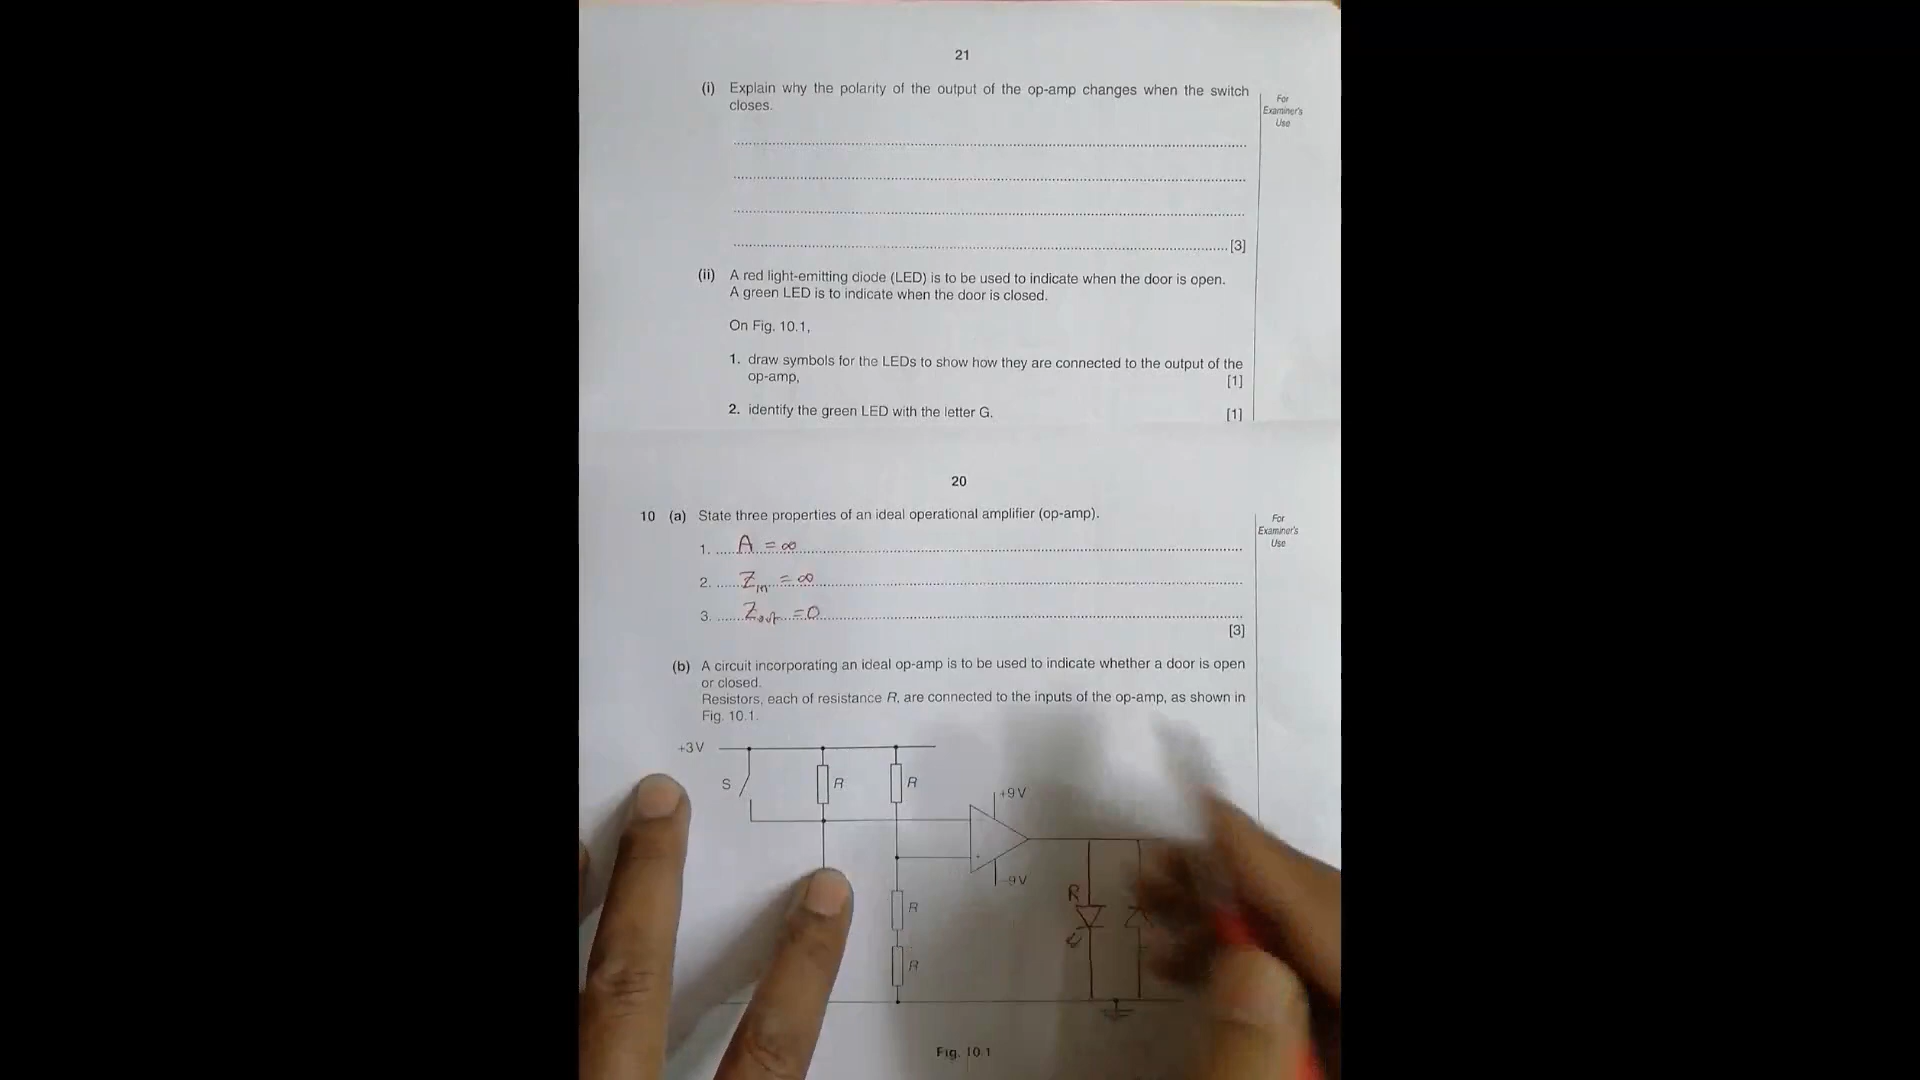 21
(i) Explain why the polarity of the output of the op-amp changes when the switch
closes.
For
Examiner's
Use
[3]
(ii) A red light-emitting diode (LED) is to be used to indicate when the door is open.
A green LED is to indicate when the door is closed.
On Fig. 10.1,
1. draw symbols for the LEDs to show how they are connected to the output of the
op-amp, [1]
2. identify the green LED with the letter G. [1]
20
10 (a) State three properties of an ideal operational amplifier (op-amp).
For
Examiner's
Use
1. A = ∞
2. Zin = ∞
3. Zout = 0
[3]
(b) A circuit incorporating an ideal op-amp is to be used to indicate whether a door is open
or closed.
Resistors, each of resistance R, are connected to the inputs of the op-amp, as shown in
Fig. 10.1.
+3V
S
R
R
+9V
-9V
R
R
R
Fig. 10.1